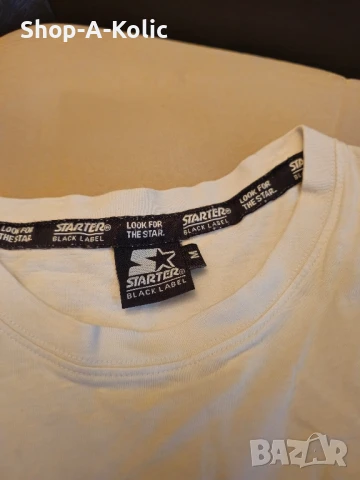 Shop-A-Kolic
LOOK FOR
THE STAR.
STARTER®
BLACK LABEL
LOOK FOR
THE STAR.
STARTER®
BLACK LABEL
LOOK FOR
THE STAR.
STARTER®
BLACK LABEL
M
BAZAR